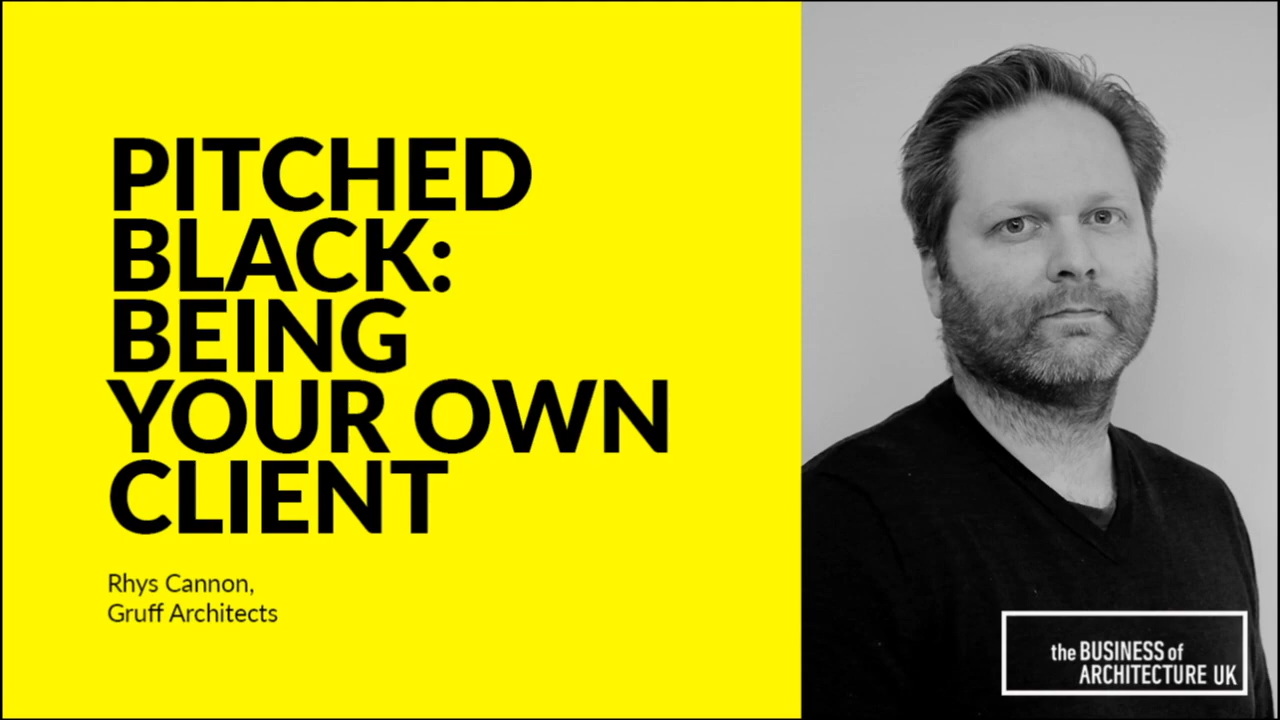 PITCHED
BLACK:
BEING
YOUR OWN
CLIENT
Rhys Cannon,
Gruff Architects
the BUSINESS of
ARCHITECTURE UK